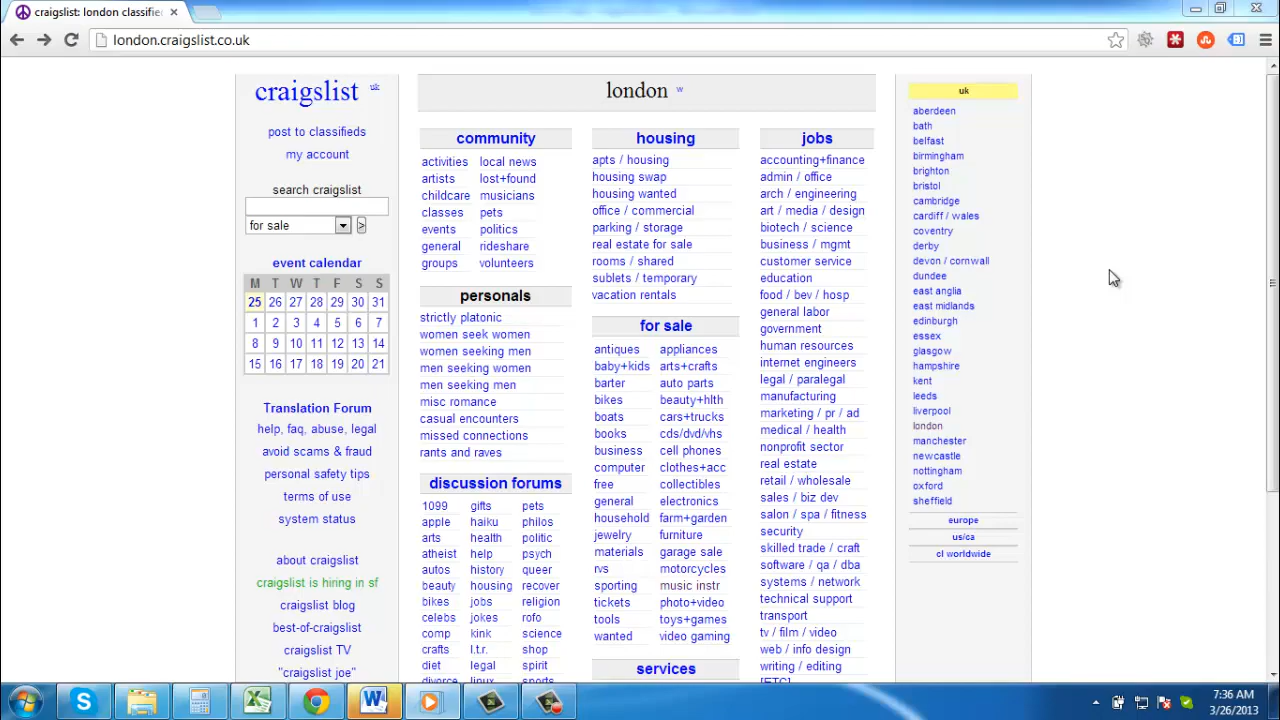 craigslist: london classifie
london.craigslist.co.uk
craigslist uk
post to classifieds
my account
search craigslist
for sale
>
event calendar
M T W T F S S
25 26 27 28 29 30 31
1 2 3 4 5 6 7
8 9 10 11 12 13 14
15 16 17 18 19 20 21
Translation Forum
help, faq, abuse, legal
avoid scams & fraud
personal safety tips
terms of use
system status
about craigslist
craigslist is hiring in sf
craigslist blog
best-of-craigslist
craigslist TV
"craigslist joe"
london w
community
activities local news
artists lost+found
childcare musicians
classes pets
events politics
general rideshare
groups volunteers
personals
strictly platonic
women seek women
women seeking men
men seeking women
men seeking men
misc romance
casual encounters
missed connections
rants and raves
discussion forums
1099 gifts pets
apple haiku philos
arts health politic
atheist help psych
autos history queer
beauty housing recover
bikes jobs religion
celebs jokes rofo
comp kink science
crafts l.t.r. shop
diet legal spirit
divorce linux sports
housing
apts / housing
housing swap
housing wanted
office / commercial
parking / storage
real estate for sale
rooms / shared
sublets / temporary
vacation rentals
for sale
antiques appliances
baby+kids arts+crafts
barter auto parts
bikes beauty+hlth
boats cars+trucks
books cds/dvd/vhs
business cell phones
computer clothes+acc
free collectibles
general electronics
household farm+garden
jewelry furniture
materials garage sale
rvs motorcycles
sporting music instr
tickets photo+video
tools toys+games
wanted video gaming
services
jobs
accounting+finance
admin / office
arch / engineering
art / media / design
biotech / science
business / mgmt
customer service
education
food / bev / hosp
general labor
government
human resources
internet engineers
legal / paralegal
manufacturing
marketing / pr / ad
medical / health
nonprofit sector
real estate
retail / wholesale
sales / biz dev
salon / spa / fitness
security
skilled trade / craft
software / qa / dba
systems / network
technical support
transport
tv / film / video
web / info design
writing / editing
[ETC]
uk
aberdeen
bath
belfast
birmingham
brighton
bristol
cambridge
cardiff / wales
coventry
derby
devon / cornwall
dundee
east anglia
east midlands
edinburgh
essex
glasgow
hampshire
kent
leeds
liverpool
london
manchester
newcastle
nottingham
oxford
sheffield
europe
us/ca
cl worldwide
7:36 AM
3/26/2013